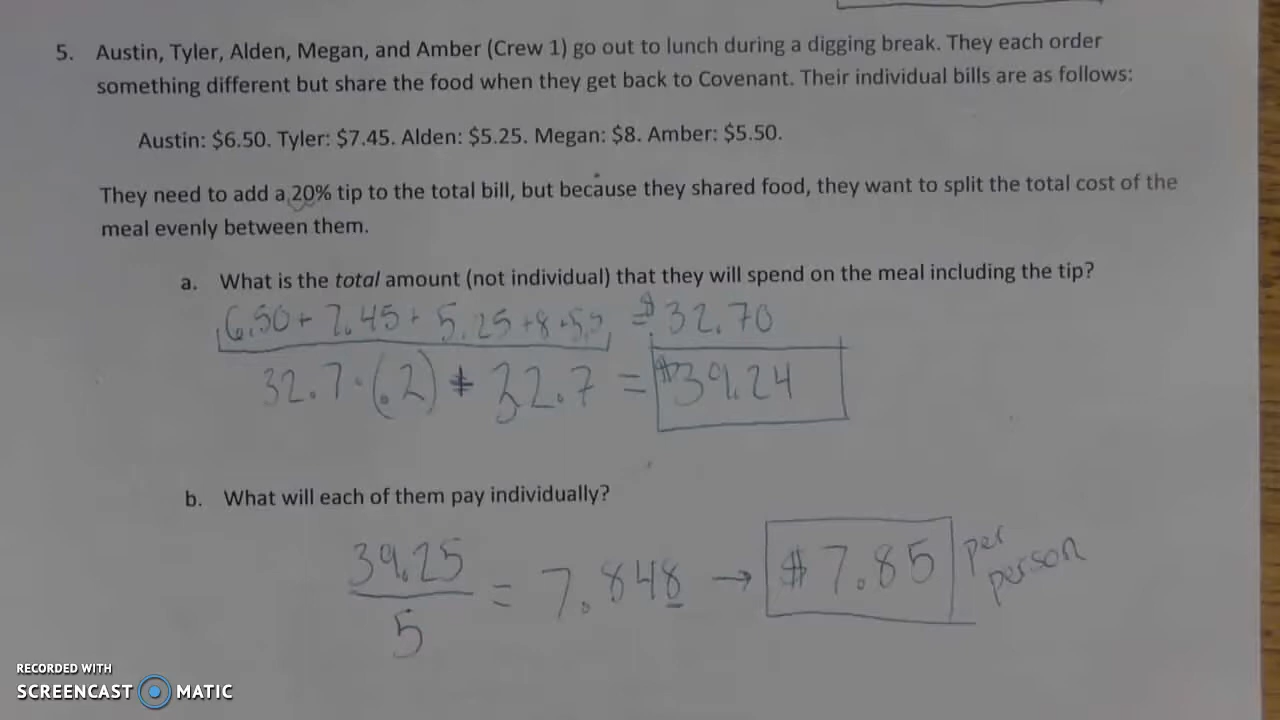 5. Austin, Tyler, Alden, Megan, and Amber (Crew 1) go out to lunch during a digging break. They each order
something different but share the food when they get back to Covenant. Their individual bills are as follows:
Austin: $6.50. Tyler: $7.45. Alden: $5.25. Megan: $8. Amber: $5.50.
They need to add a 20% tip to the total bill, but because they shared food, they want to split the total cost of the
meal evenly between them.
a. What is the total amount (not individual) that they will spend on the meal including the tip?
6.50 + 7.45 + 5.25 + 8 + 5.5 = $32.70
32.7 · (.2) + 32.7 = $39.24
b. What will each of them pay individually?
39.25
5
= 7.848 → $7.85 per person
RECORDED WITH
SCREENCAST MATIC